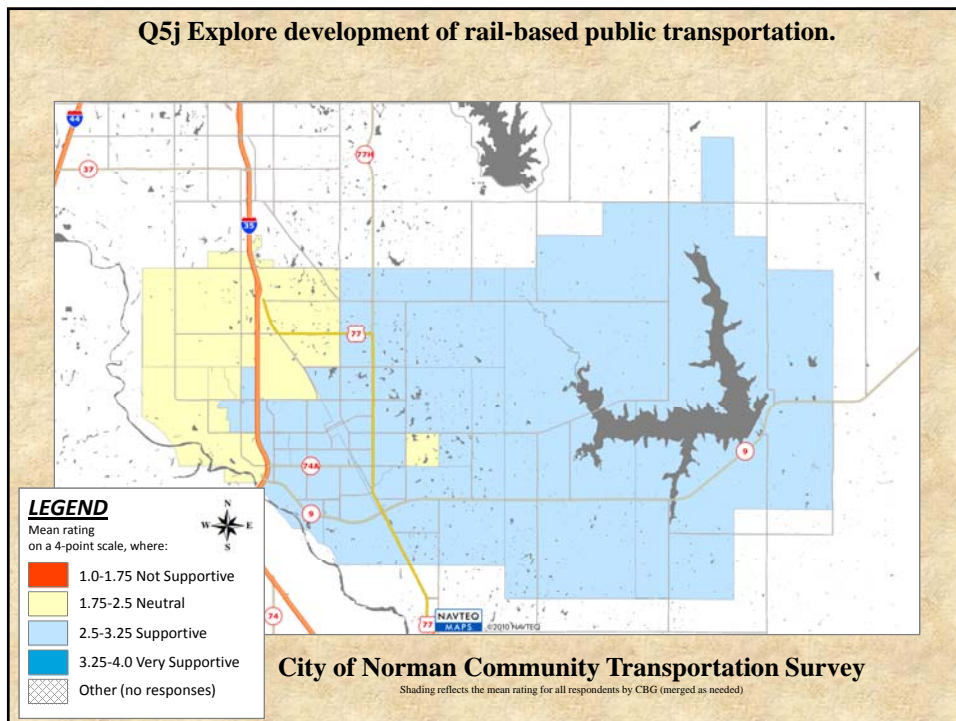 Q5j Explore development of rail-based public transportation.
44
77H
37
35
77
74A
9
9
LEGEND
Mean rating
on a 4-point scale, where:
N
W E
S
1.0-1.75 Not Supportive
1.75-2.5 Neutral
2.5-3.25 Supportive
3.25-4.0 Very Supportive
Other (no responses)
74
77
NAVTEQ
MAPS
©2010 NAVTEQ
City of Norman Community Transportation Survey
Shading reflects the mean rating for all respondents by CBG (merged as needed)